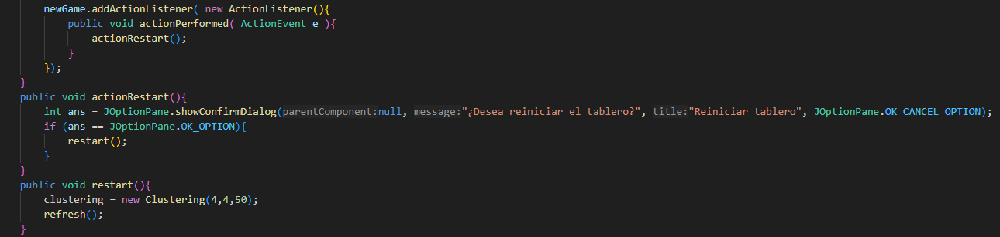 newGame.addActionListener( new ActionListener(){
public void actionPerformed( ActionEvent e ){
actionRestart();
}
});
}
public void actionRestart(){
int ans = JOptionPane.showConfirmDialog(parentComponent:null, message:"¿Desea reiniciar el tablero?", title:"Reiniciar tablero", JOptionPane.OK_CANCEL_OPTION);
if (ans == JOptionPane.OK_OPTION){
restart();
}
}
public void restart(){
clustering = new Clustering(4,4,50);
refresh();
}